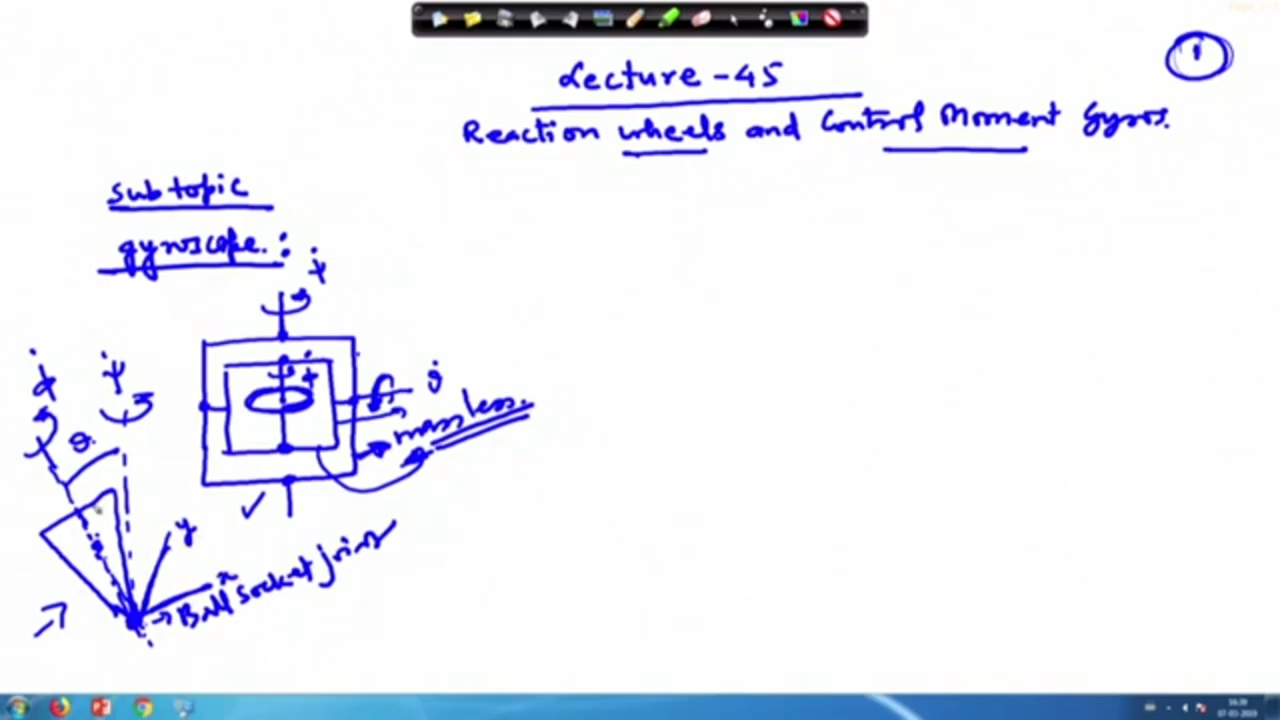 1
Lecture - 45
Reaction wheels and Control Moment Gyros.
subtopic
gyroscope :
ψ̇
θ̇
massless.
φ̇
ψ̇
θ
y
x
Ball socket joint